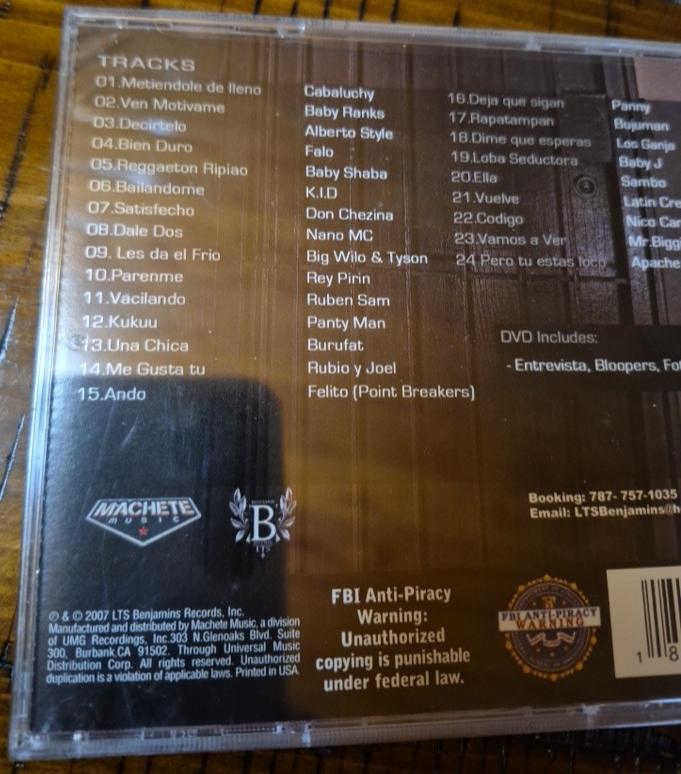 TRACKS
01.Metiendole de lleno Cabaluchy
02.Ven Motivame Baby Ranks
03.Decirtelo Alberto Style
04.Bien Duro Falo
05.Reggaeton Ripiao Baby Shaba
06.Bailandome K.I.D
07.Satisfecho Don Chezina
08.Dale Dos Nano MC
09. Les da el Frio Big Wilo & Tyson
10.Parenme Rey Pirin
11.Vacilando Ruben Sam
12.Kukuu Panty Man
13.Una Chica Burufat
14.Me Gusta tu Rubio y Joel
15.Ando Felito (Point Breakers)
16.Deja que sigan Panny
17.Rapatampan Bujuman
18.Dime que esperas Los Ganja
19.Loba Seductora Baby J
20.Ella Sambo
21.Vuelve Latin Cre
22.Codigo Nico Can
23.Vamos a Ver Mr.Bigg
24.Pero tu estas loco Apache
DVD Includes:
- Entrevista, Bloopers, Fot
Booking: 787- 757-1035
Email: LTSBenjamins@h
MACHETE
MUSIC
B
LTS
℗ & © 2007 LTS Benjamins Records, Inc.
Manufactured and distributed by Machete Music, a division
of UMG Recordings, Inc.303 N.Glenoaks Blvd. Suite
300, Burbank,CA 91502. Through Universal Music
Distribution Corp. All rights reserved. Unauthorized
duplication is a violation of applicable laws. Printed in USA.
FBI Anti-Piracy
Warning:
Unauthorized
copying is punishable
under federal law.
FBI ANTI-PIRACY
WARNING
1 8